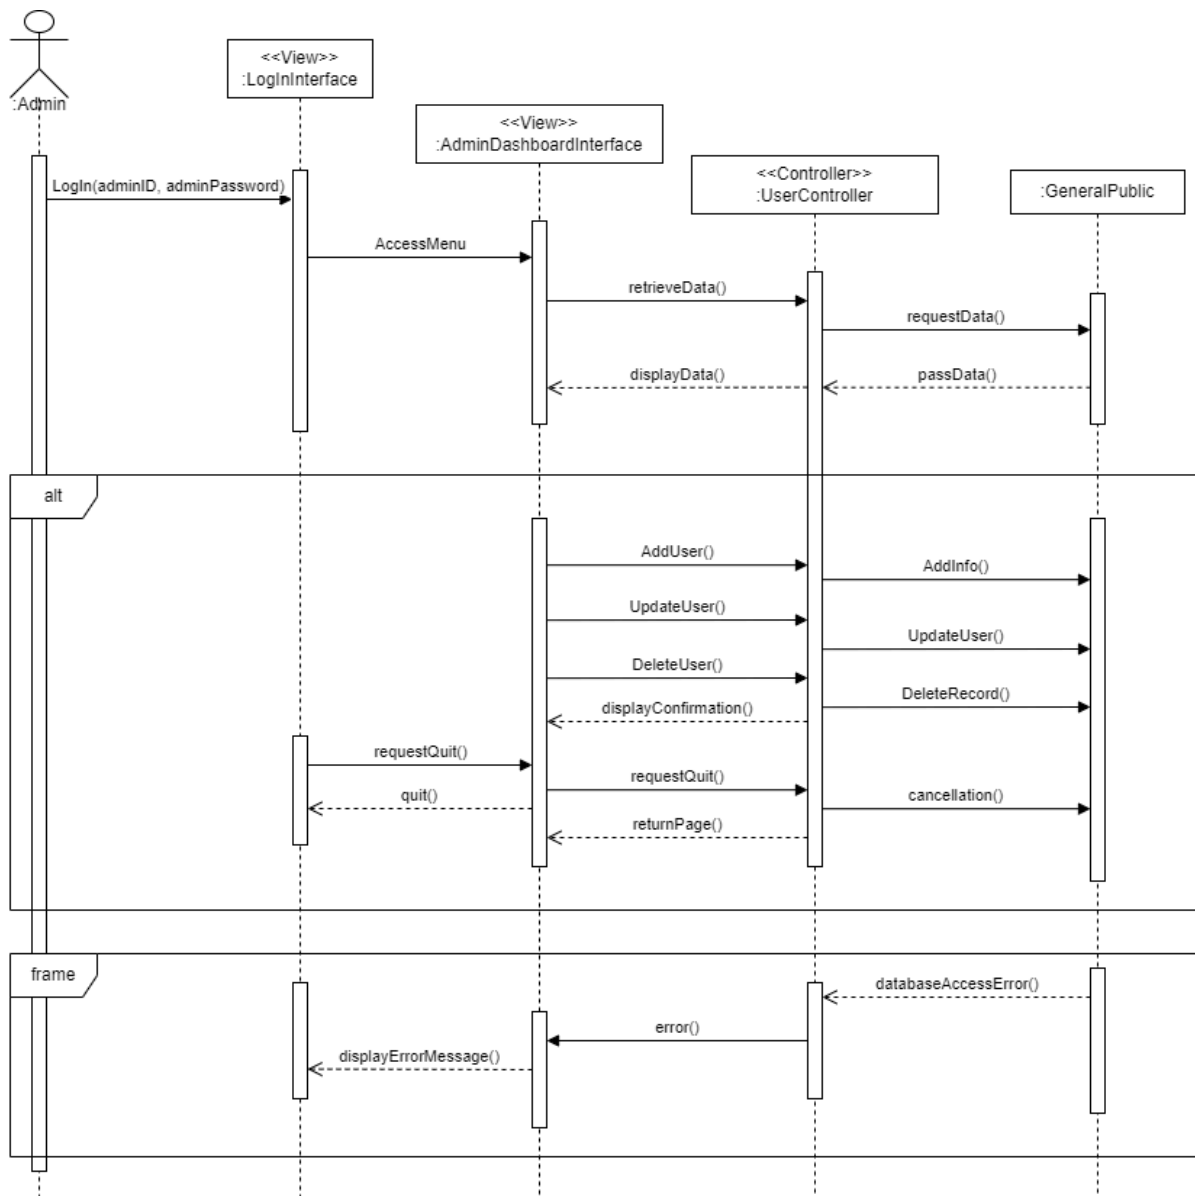 :Admin
<<View>>
:LogInInterface
<<View>>
:AdminDashboardInterface
<<Controller>>
:UserController
:GeneralPublic
LogIn(adminID, adminPassword)
AccessMenu
retrieveData()
requestData()
displayData()
passData()
alt
AddUser()
AddInfo()
UpdateUser()
UpdateUser()
DeleteUser()
DeleteRecord()
displayConfirmation()
requestQuit()
requestQuit()
quit()
cancellation()
returnPage()
frame
databaseAccessError()
error()
displayErrorMessage()